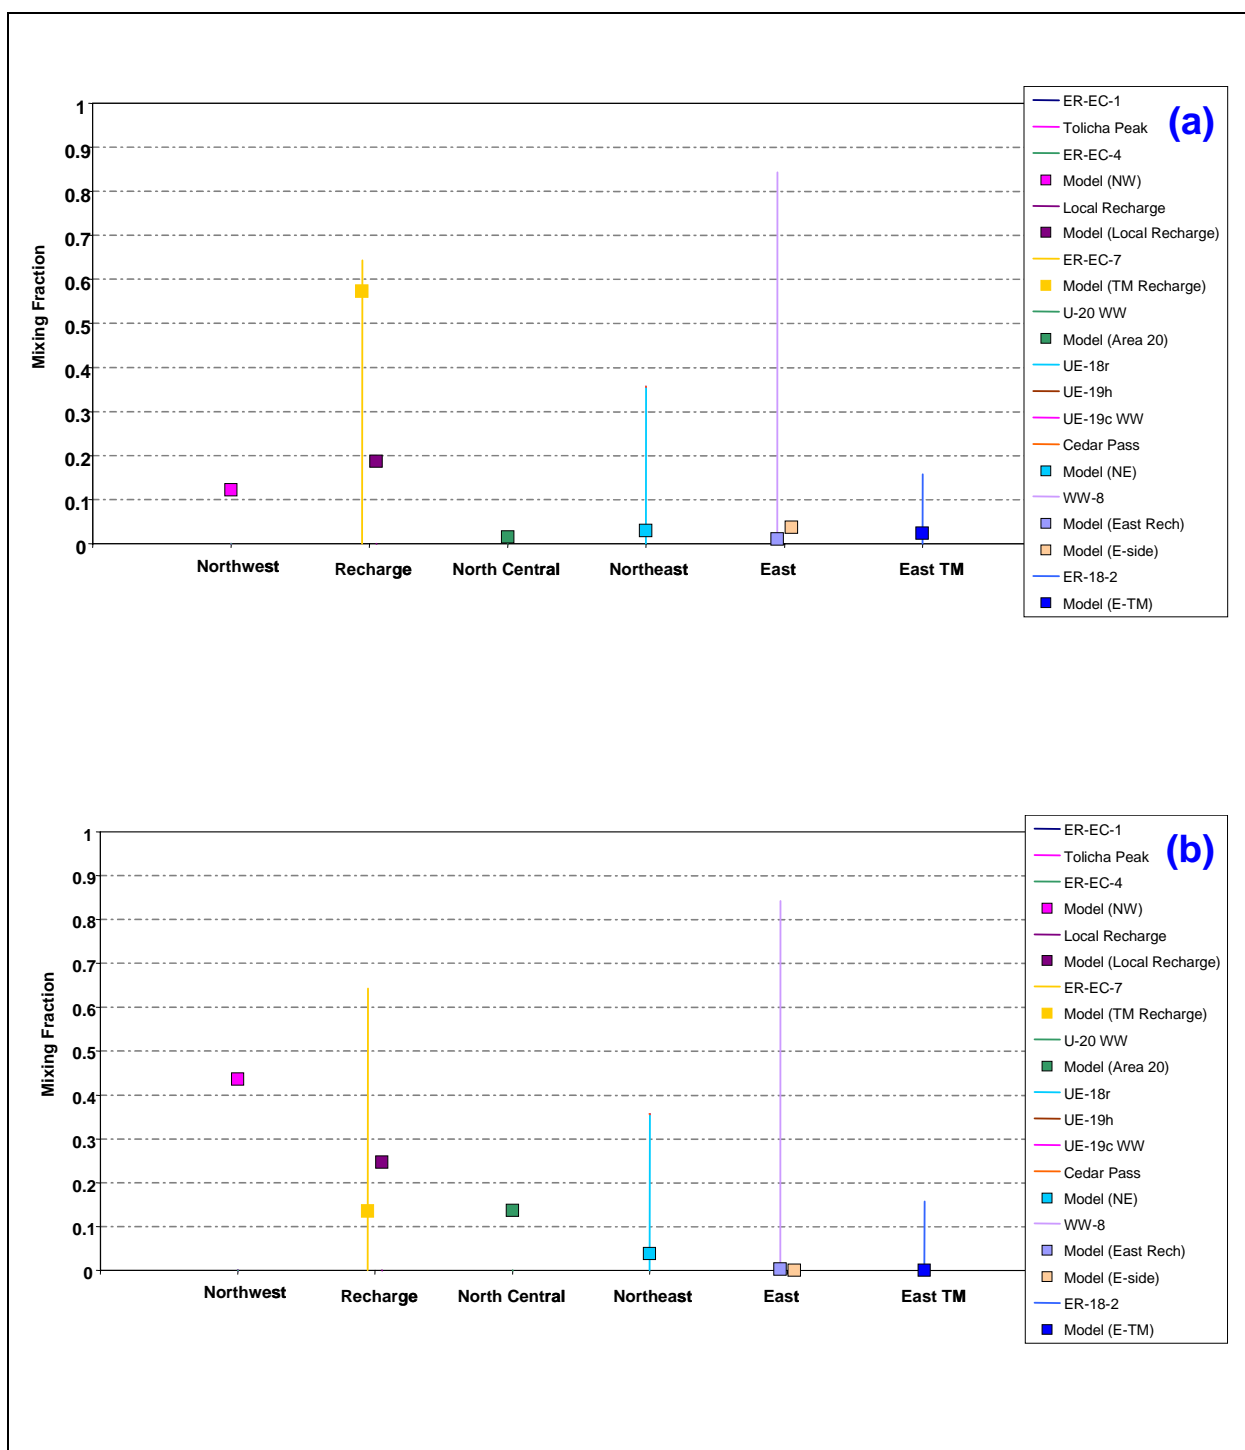 (a)
Mixing Fraction
1
0.9
0.8
0.7
0.6
0.5
0.4
0.3
0.2
0.1
0
Northwest
Recharge
North Central
Northeast
East
East TM
ER-EC-1
Tolicha Peak
ER-EC-4
Model (NW)
Local Recharge
Model (Local Recharge)
ER-EC-7
Model (TM Recharge)
U-20 WW
Model (Area 20)
UE-18r
UE-19h
UE-19c WW
Cedar Pass
Model (NE)
WW-8
Model (East Rech)
Model (E-side)
ER-18-2
Model (E-TM)
(b)
Mixing Fraction
1
0.9
0.8
0.7
0.6
0.5
0.4
0.3
0.2
0.1
0
Northwest
Recharge
North Central
Northeast
East
East TM
ER-EC-1
Tolicha Peak
ER-EC-4
Model (NW)
Local Recharge
Model (Local Recharge)
ER-EC-7
Model (TM Recharge)
U-20 WW
Model (Area 20)
UE-18r
UE-19h
UE-19c WW
Cedar Pass
Model (NE)
WW-8
Model (East Rech)
Model (E-side)
ER-18-2
Model (E-TM)